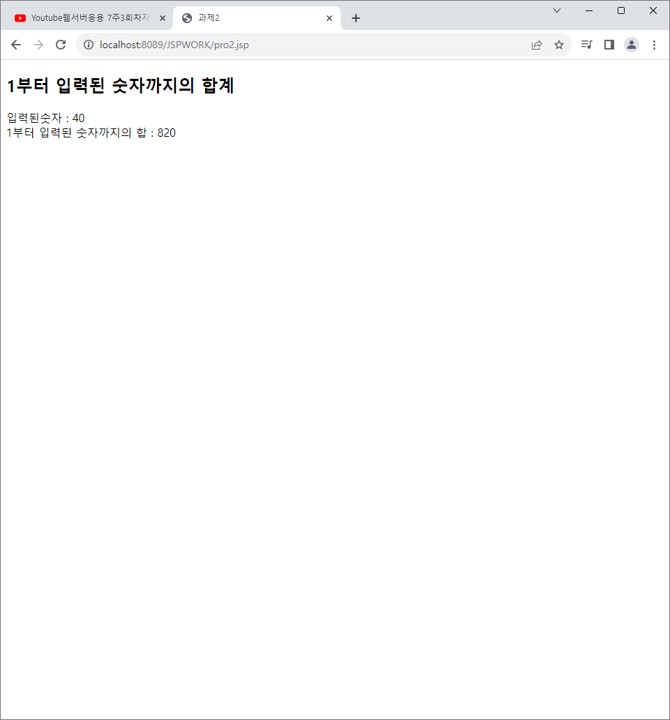 Youtube웹서버응용 7주3회차지
과제2
localhost:8089/JSPWORK/pro2.jsp
1부터 입력된 숫자까지의 합계
입력된숫자 : 40
1부터 입력된 숫자까지의 합 : 820